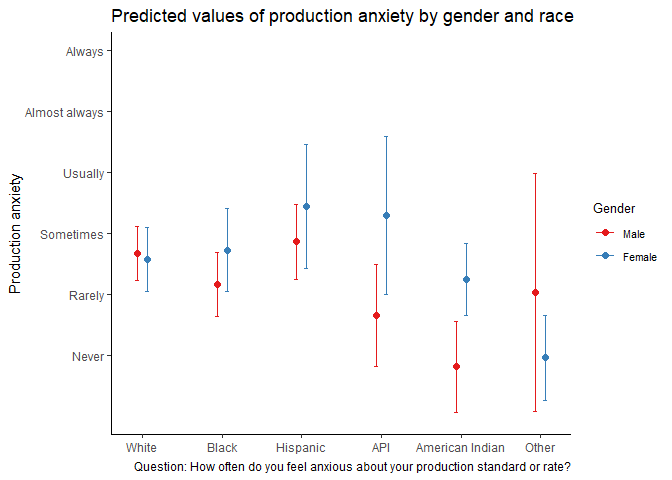 Predicted values of production anxiety by gender and race
Production anxiety
Always
Almost always
Usually
Sometimes
Rarely
Never
White Black Hispanic API American Indian Other
Question: How often do you feel anxious about your production standard or rate?
Gender
Male
Female